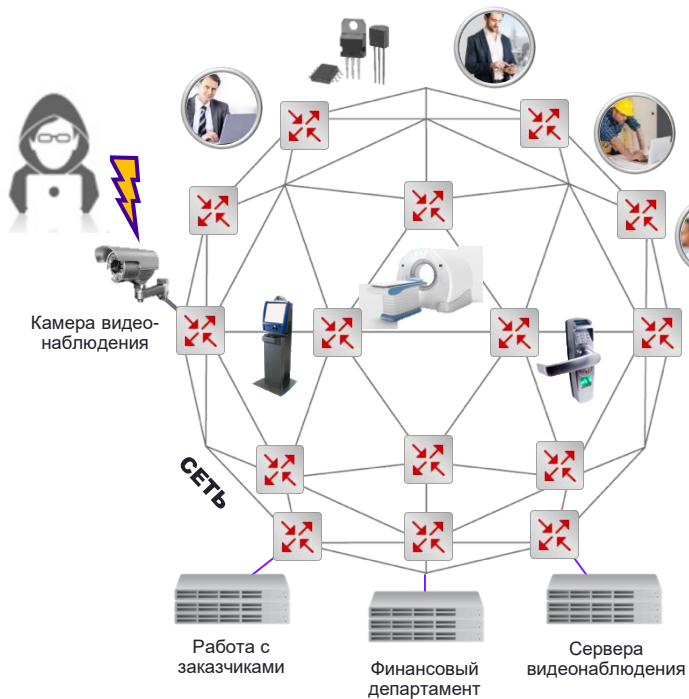 Камера видео-
наблюдения
СЕТЬ
Работа с
заказчиками
Финансовый
департамент
Сервера
видеонаблюдения